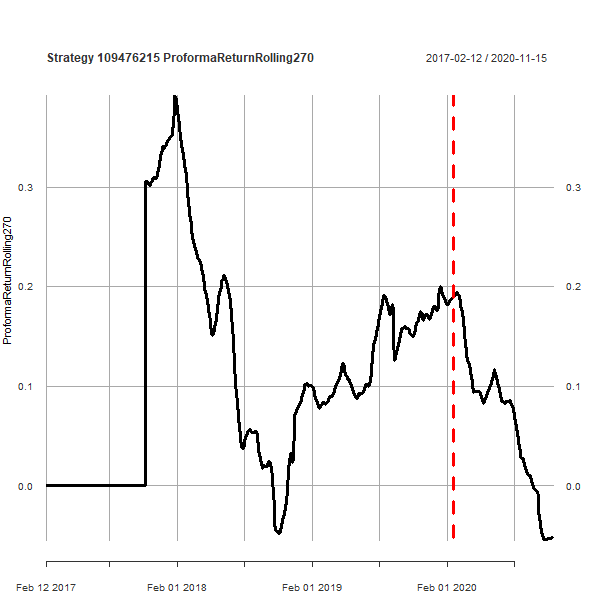 Strategy 109476215 ProformaReturnRolling270
2017-02-12 / 2020-11-15
ProformaReturnRolling270
0.3
0.3
0.2
0.2
0.1
0.1
0.0
0.0
Feb 12 2017
Feb 01 2018
Feb 01 2019
Feb 01 2020